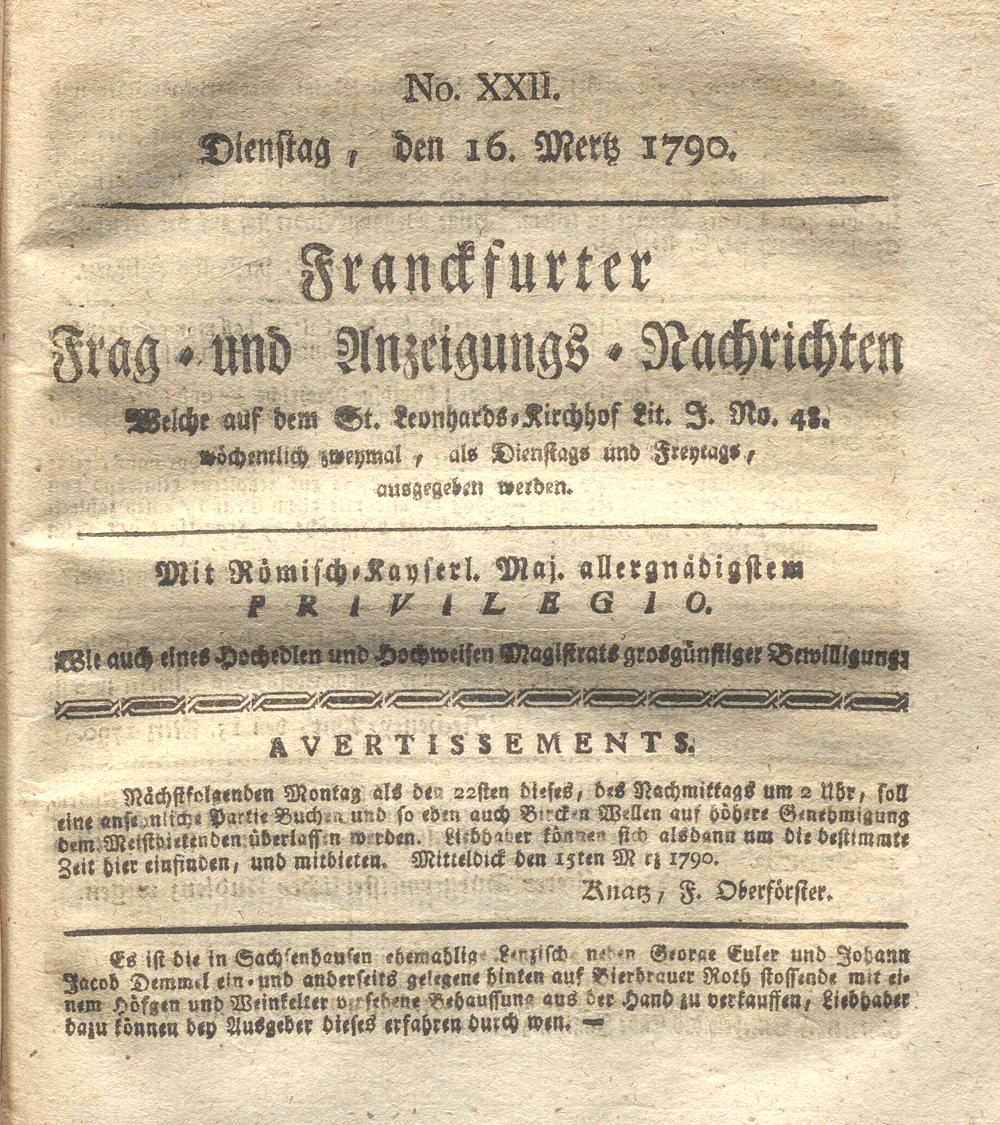 No. XXII.
Dienstag, den 16. Mertz 1790.
Franckfurter
Frag- und Anzeigungs-Nachrichten
Welche auf dem St. Leonhards-Kirchhof Lit. J. No. 48.
wöchentlich zweymal, als Dienstags und Freytags,
ausgegeben werden.
Mit Römisch-Kayserl. Maj. allergnädigstem
PRIVILEGIO.
Wie auch eines Hochedlen und Hochweisen Magistrats grosgünstiger Bewilligung:
AVERTISSEMENTS.
Nächstfolgenden Montag als den 22sten dieses, des Nachmittags um 2 Uhr, soll
eine ansehnliche Partie Buchen und so eben auch Bircken Wellen auf höhere Genehmigung
dem Meistbietenden überlassen werden. Liebhaber können sich alsdann um die bestimmte
Zeit hier einfinden, und mitbieten. Mitteldick den 15ten M rz 1790.
Knatz, F. Oberförster.
Es ist die in Sachsenhausen ehemahlige Lenzische neben George Euler und Johann
Jacob Demmel ein- und anderseits gelegene hinten auf Bierbrauer Roth stossende mit ei-
nem Höfgen und Weinkelter versehene Behaussung aus der Hand zu verkauffen, Liebhaber
dazu können bey Ausgeber dieses erfahren durch wen. —